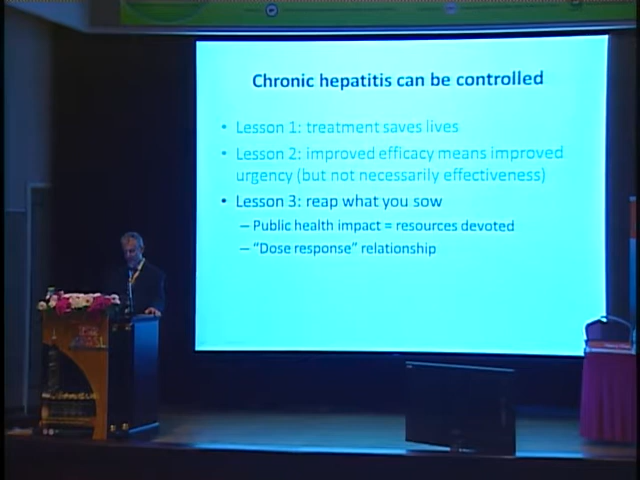 Chronic hepatitis can be controlled
• Lesson 1: treatment saves lives
• Lesson 2: improved efficacy means improved
urgency (but not necessarily effectiveness)
• Lesson 3: reap what you sow
– Public health impact = resources devoted
– “Dose response” relationship